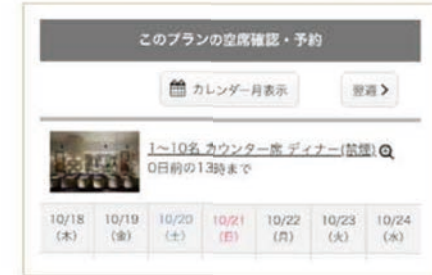 このプランの空席確認・予約
カレンダー月表示
翌週 >
1〜10名 カウンター席 ディナー(禁煙)
0日前の13時まで
10/18 10/19 10/20 10/21 10/22 10/23 10/24
(木) (金) (土) (日) (月) (火) (水)